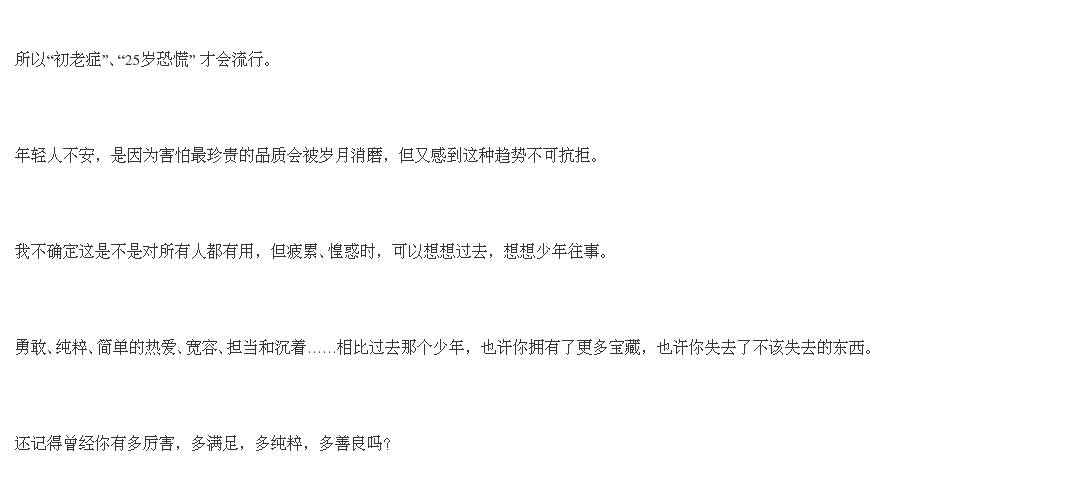 所以“初老症”、“25岁恐慌” 才会流行。
年轻人不安，是因为害怕最珍贵的品质会被岁月消磨，但又感到这种趋势不可抗拒。
我不确定这是不是对所有人都有用，但疲累、惶惑时，可以想想过去，想想少年往事。
勇敢、纯粹、简单的热爱、宽容、担当和沉着……相比过去那个少年，也许你拥有了更多宝藏，也许你失去了不该失去的东西。
还记得曾经你有多厉害，多满足，多纯粹，多善良吗？